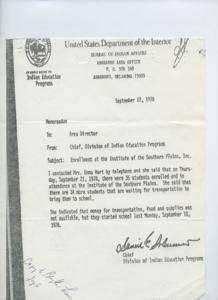 United States Department of the Interior
BUREAU OF INDIAN AFFAIRS
ANADARKO AREA OFFICE
P. O. BOX 368
ANADARKO, OKLAHOMA 73005
Indian Education
Programs
September 22, 1978
Memorandum
To: Area Director
From: Chief, Division of Indian Education Programs
Subject: Enrollment at the Institute of the Southern Plains, Inc.
I contacted Mrs. Emma Hart by telephone and she said that on Thurs-
day, September 21, 1978, there were 35 students enrolled and in
attendance at the Institute of the Southern Plains. She said that
there are 24 more students that are waiting for transportation to
bring them to school.
She indicated that money for transportation, food and supplies was
not available, but they started school last Monday, September 18,
1978.
Chief
Division of Indian Education Programs